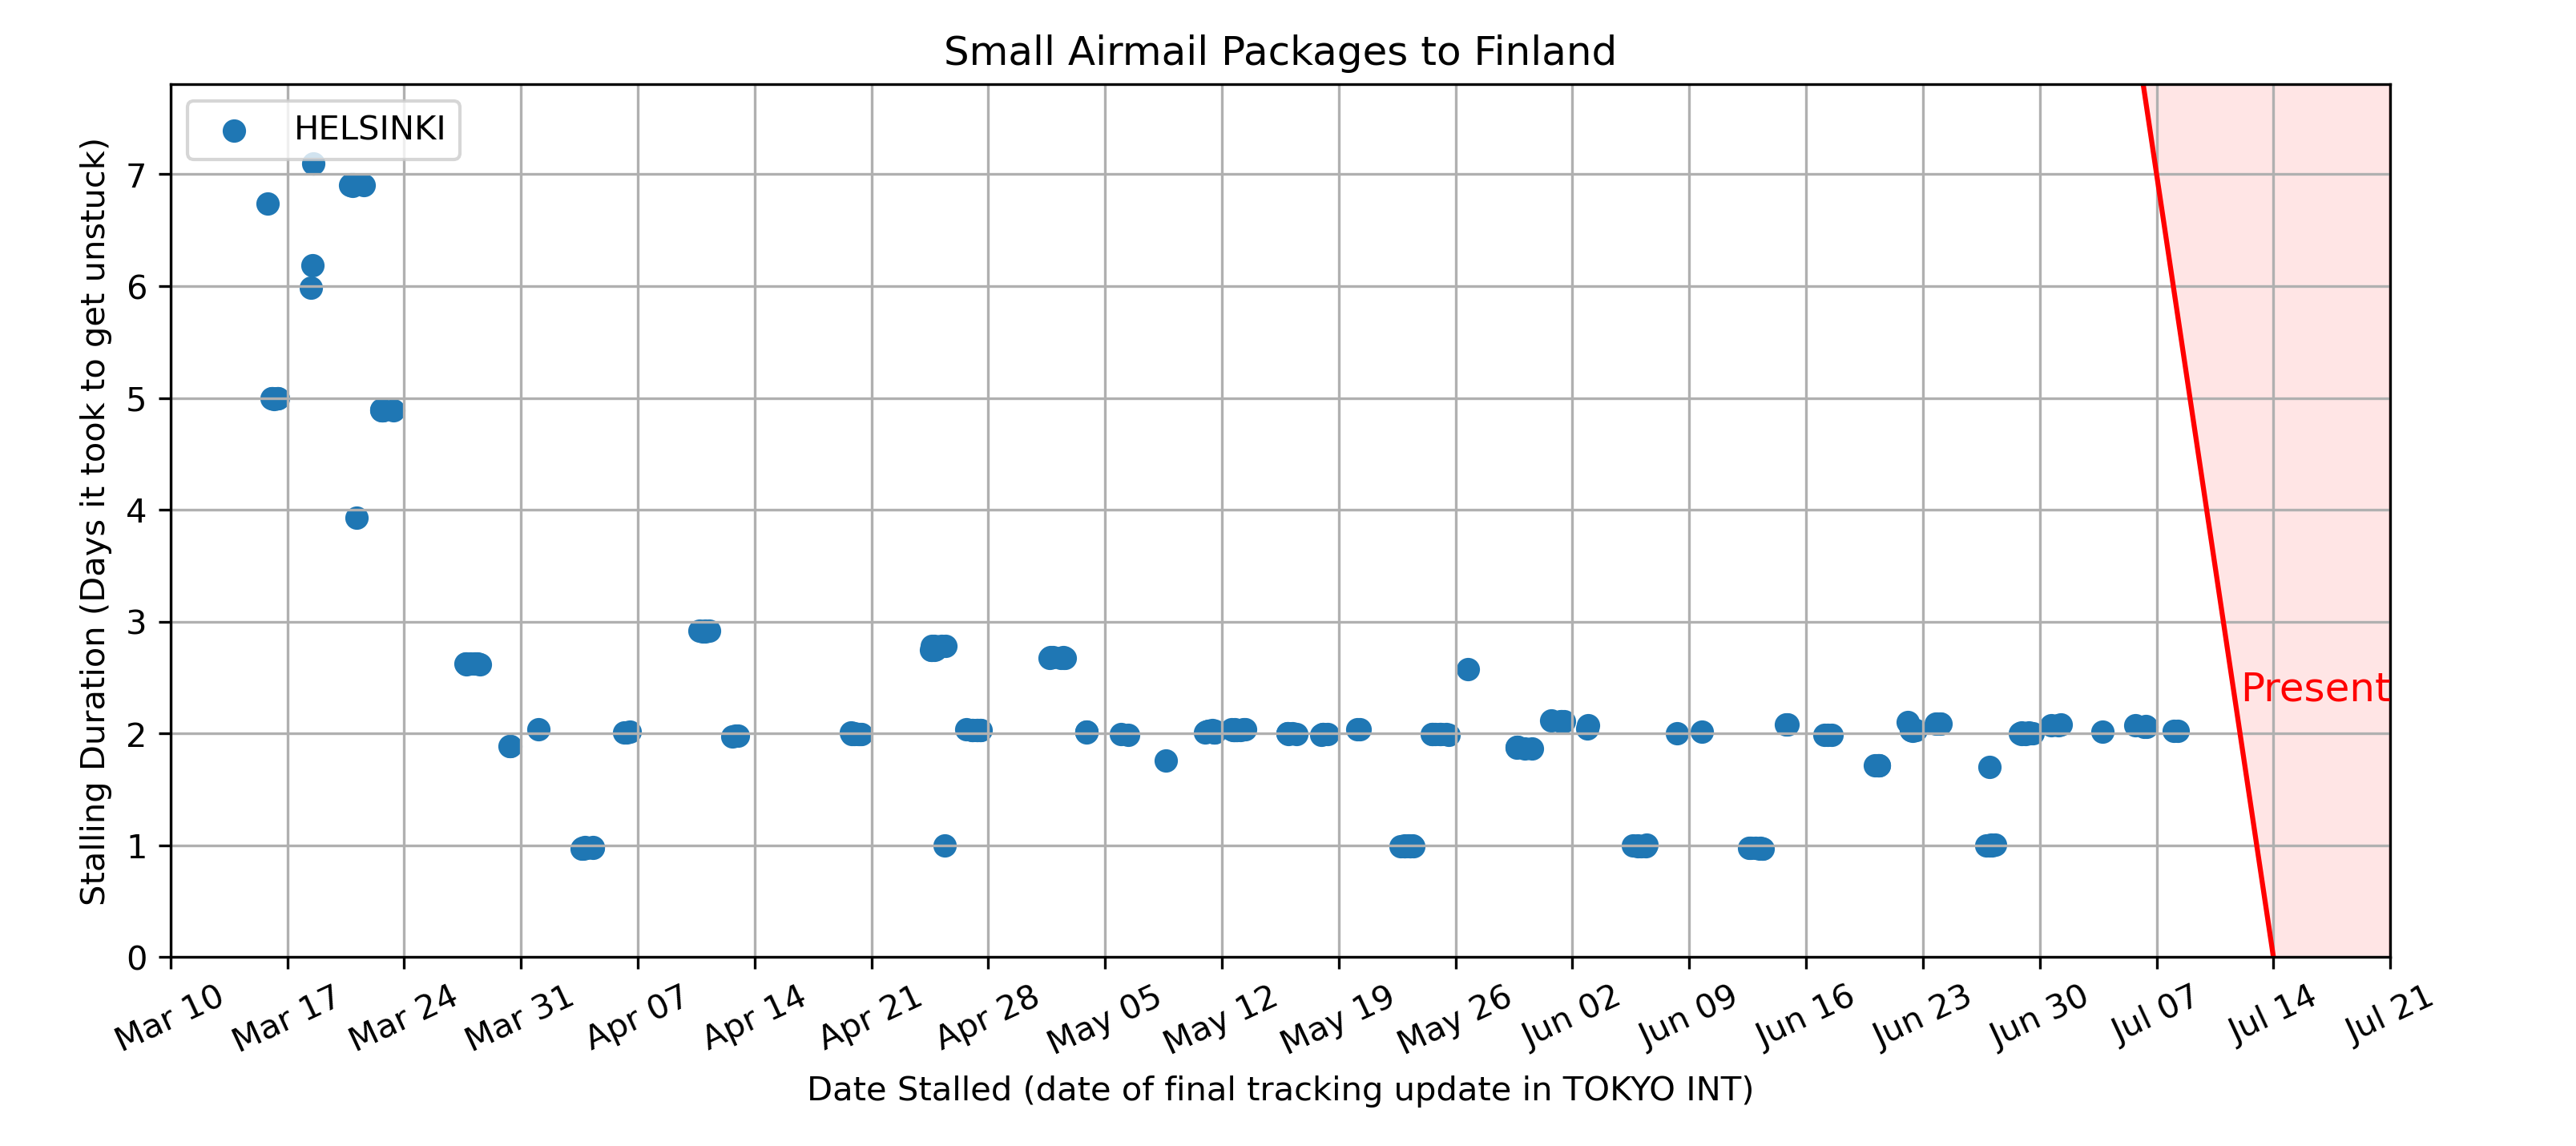 Small Airmail Packages to Finland
HELSINKI
Stalling Duration (Days it took to get unstuck)
7
6
5
4
3
2
1
0
Present
Mar 10
Mar 17
Mar 24
Mar 31
Apr 07
Apr 14
Apr 21
Apr 28
May 05
May 12
May 19
May 26
Jun 02
Jun 09
Jun 16
Jun 23
Jun 30
Jul 07
Jul 14
Jul 21
Date Stalled (date of final tracking update in TOKYO INT)